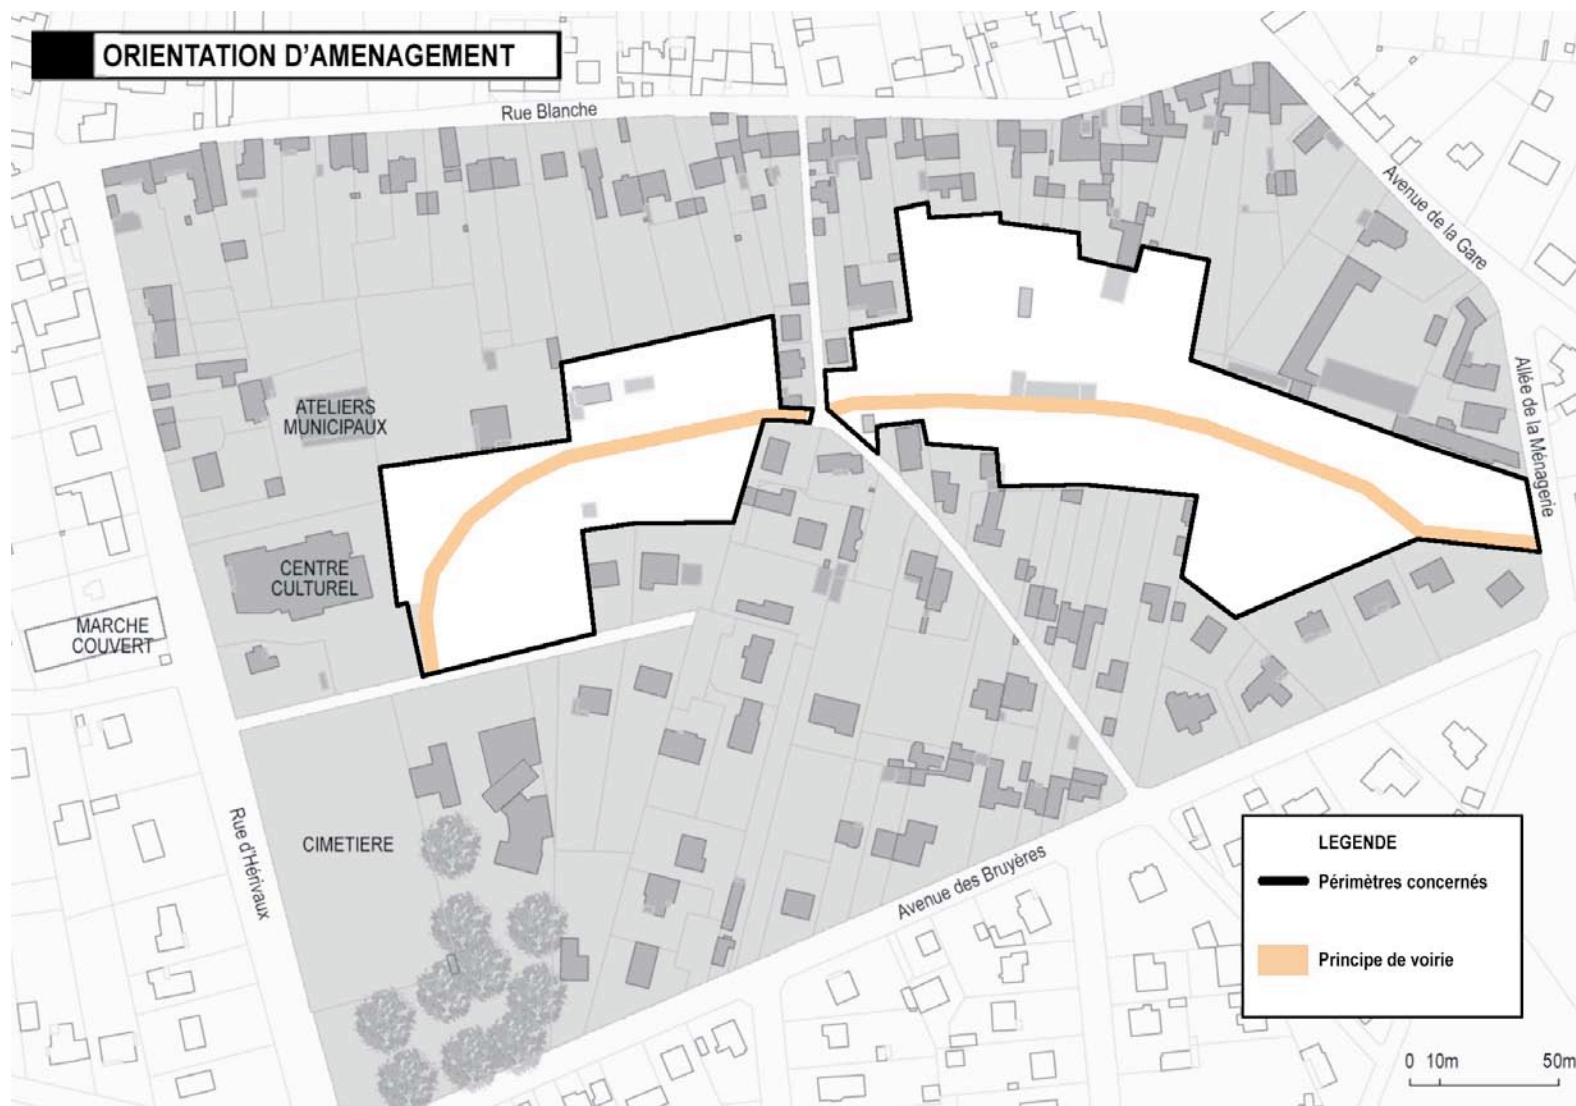 ORIENTATION D'AMENAGEMENT
Rue Blanche
Avenue de la Gare
Allée de la Ménagerie
ATELIERS
MUNICIPAUX
CENTRE
CULTUREL
MARCHE
COUVERT
Rue d'Hérivaux
CIMETIERE
Avenue des Bruyères
LEGENDE
Périmètres concernés
Principe de voirie
0 10m 50m